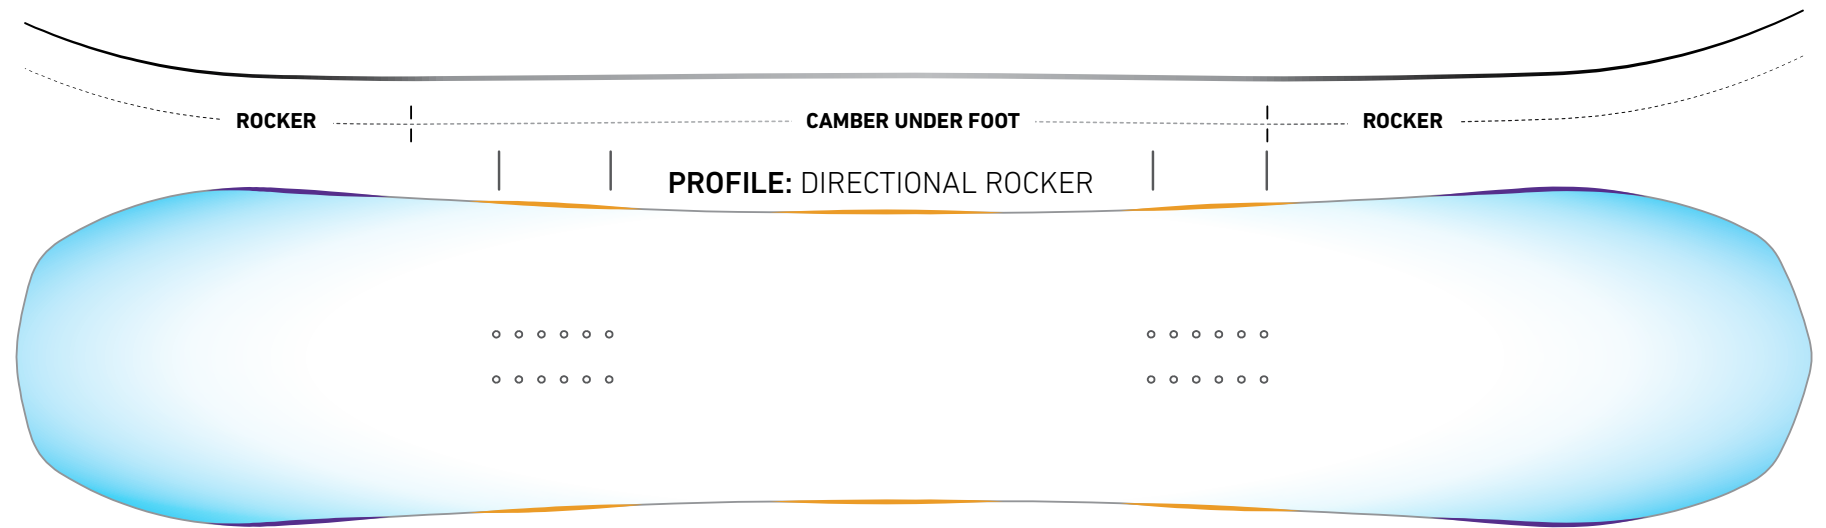 ROCKER CAMBER UNDER FOOT ROCKER
PROFILE: DIRECTIONAL ROCKER